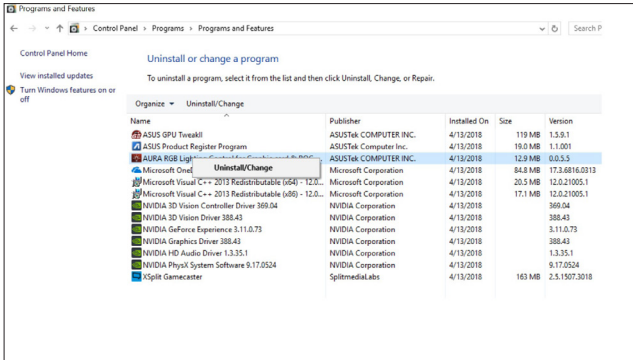 Programs and Features
Control Panel > Programs > Programs and Features
Search P
Control Panel Home
View installed updates
Turn Windows features on or off
Uninstall or change a program
To uninstall a program, select it from the list and then click Uninstall, Change, or Repair.
Organize Uninstall/Change
Name Publisher Installed On Size Version
ASUS GPU TweakII ASUSTek COMPUTER INC. 4/13/2018 119 MB 1.5.9.1
ASUS Product Register Program ASUSTek Computer Inc. 4/13/2018 19.0 MB 1.1.001
AURA RGB Lighting Control ASUSTek COMPUTER INC. 4/13/2018 12.9 MB 0.0.5.5
Uninstall/Change
Microsoft Microsoft Corporation 4/13/2018 84.8 MB 17.3.6816.0313
Microsoft Visual C++ 2013 Redistributable (x64) - 12.0... Microsoft Corporation 4/13/2018 20.5 MB 12.0.21005.1
Microsoft Visual C++ 2013 Redistributable (x86) - 12.0... Microsoft Corporation 4/13/2018 17.1 MB 12.0.21005.1
NVIDIA 3D Vision Controller Driver 369.04 NVIDIA Corporation 4/13/2018 369.04
NVIDIA 3D Vision Driver 388.43 NVIDIA Corporation 4/13/2018 388.43
NVIDIA GeForce Experience 3.11.0.73 NVIDIA Corporation 4/13/2018 3.11.0.73
NVIDIA Graphics Driver 388.43 NVIDIA Corporation 4/13/2018 388.43
NVIDIA HD Audio Driver 1.3.35.1 NVIDIA Corporation 4/13/2018 1.3.35.1
NVIDIA PhysX System Software 9.17.0524 NVIDIA Corporation 4/13/2018 9.17.0524
XSplit Gamecaster SplitmediaLabs 4/13/2018 163 MB 2.5.1507.3018